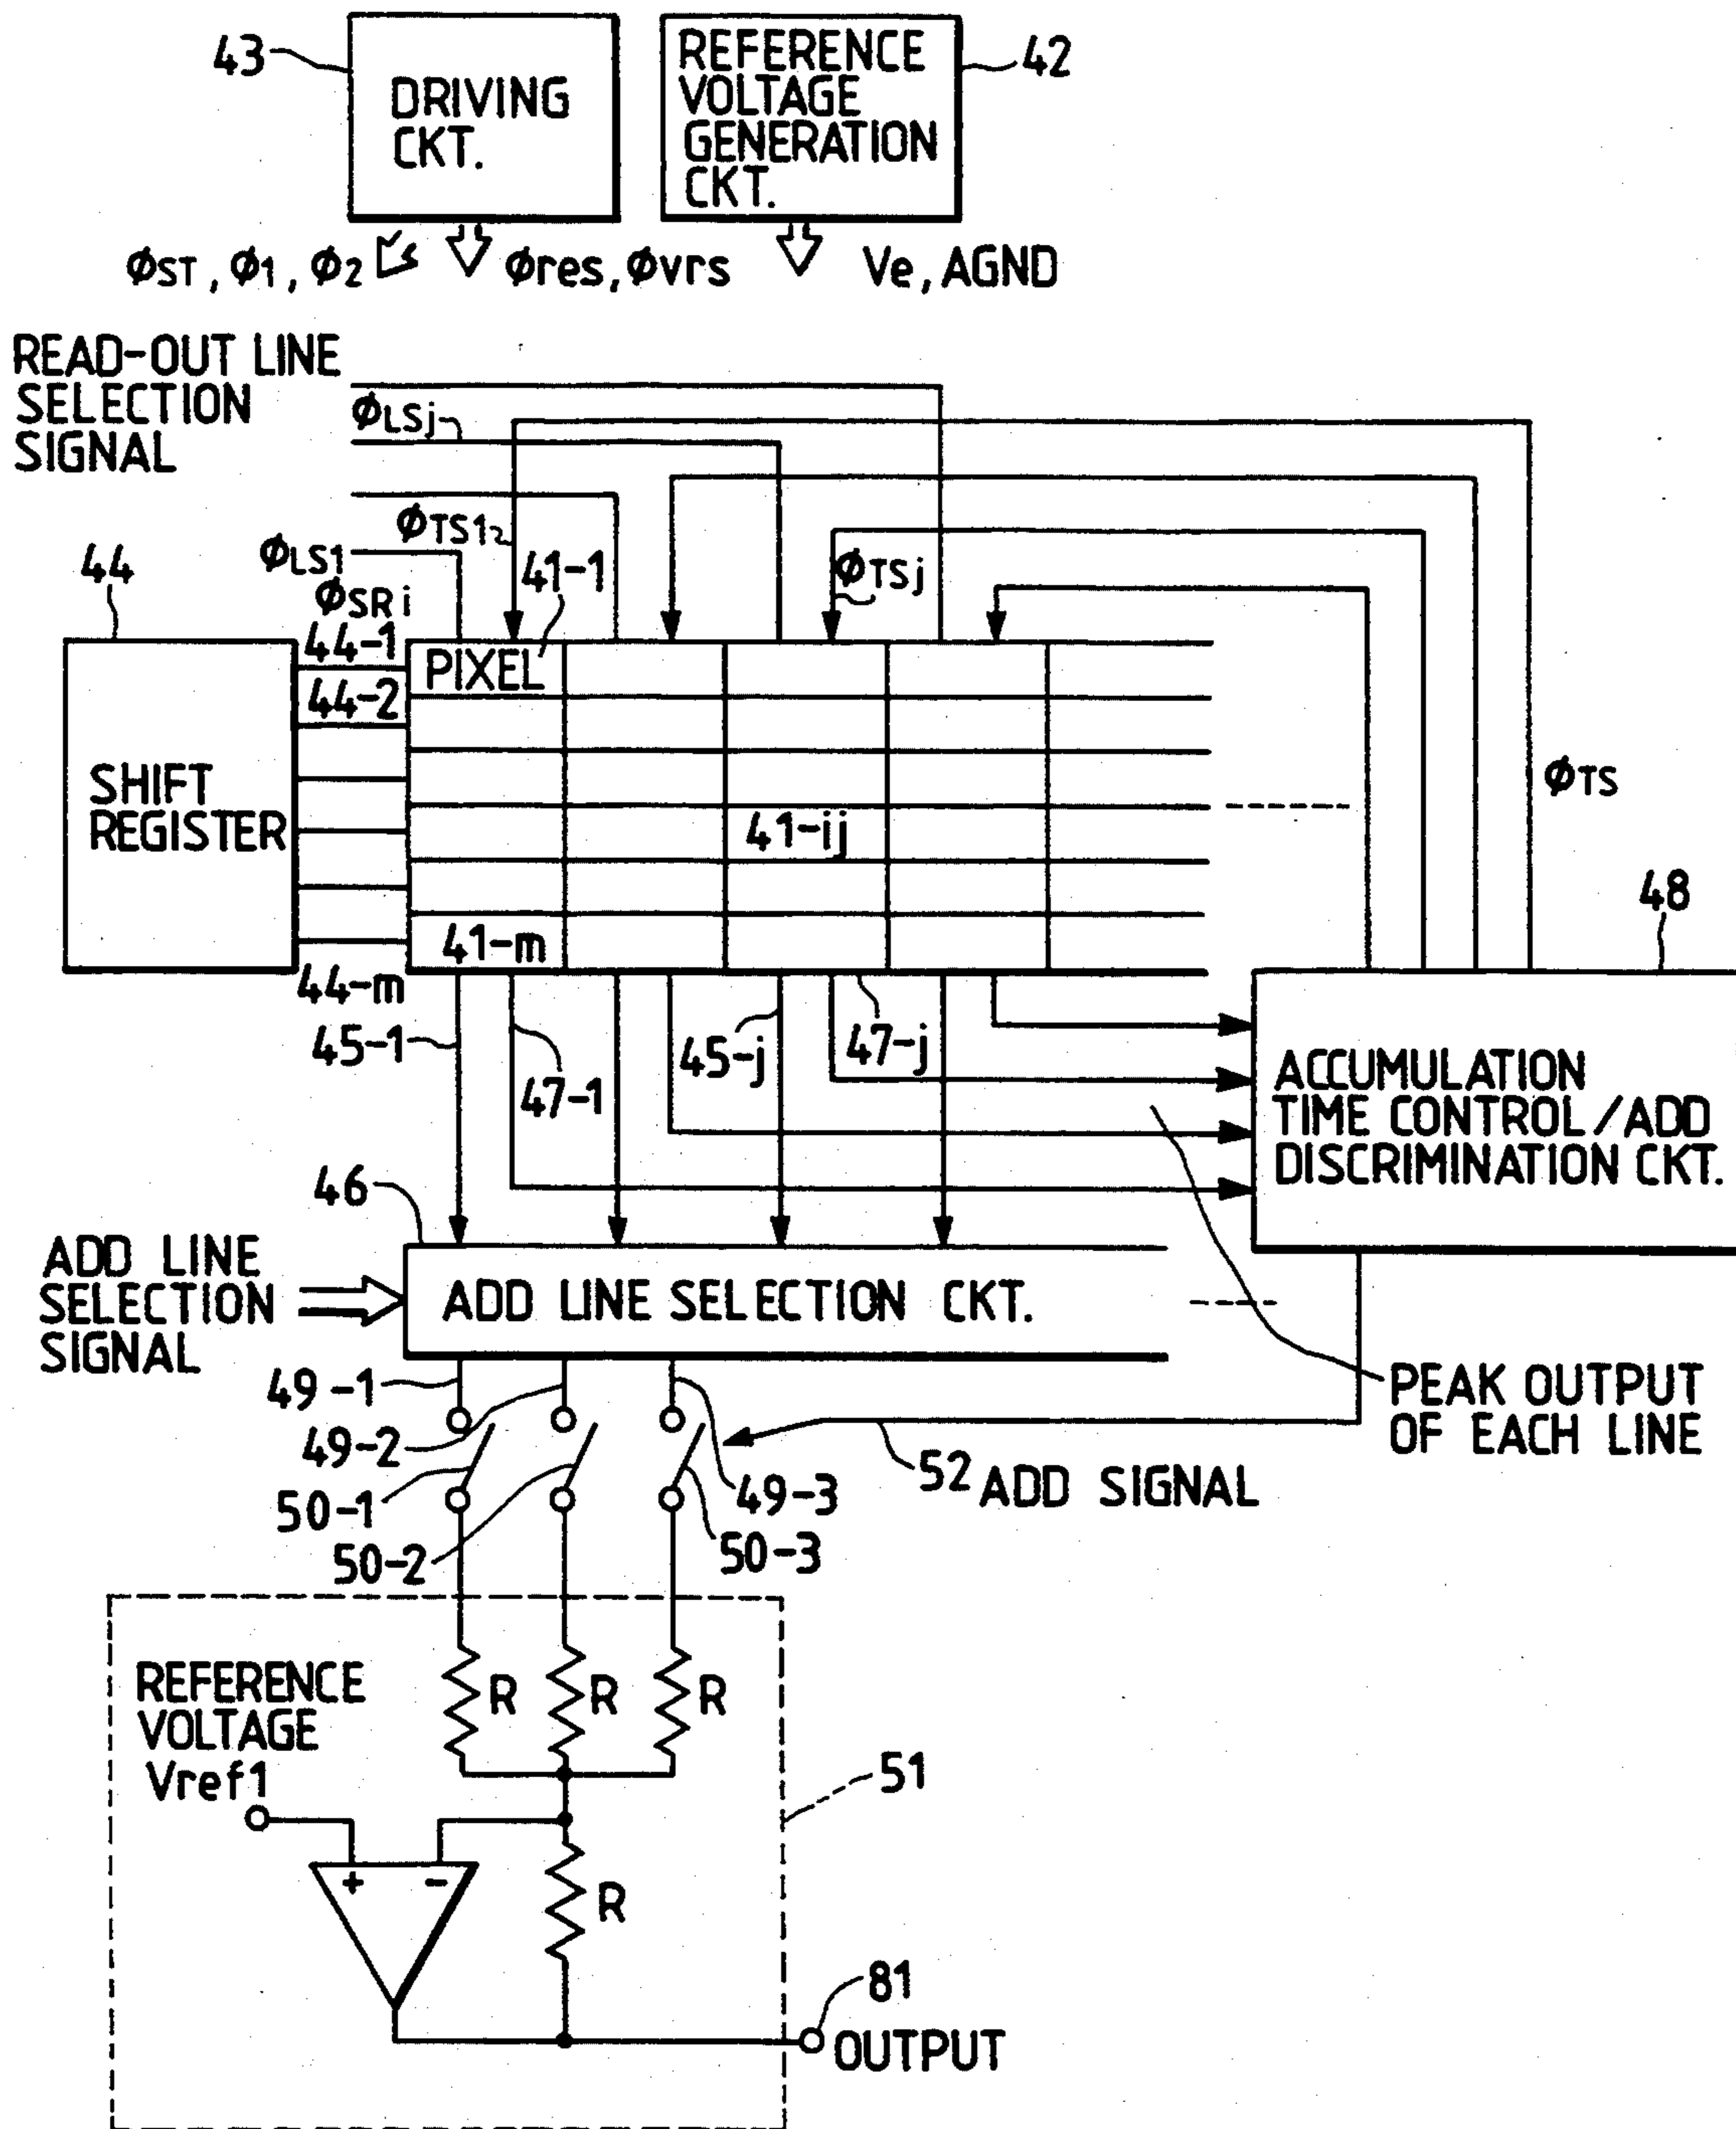 43
DRIVING
CKT.
REFERENCE
VOLTAGE
GENERATION
CKT.
42
ϕST, ϕ1, ϕ2
ϕres, ϕvrs
Ve, AGND
READ-OUT LINE
SELECTION
SIGNAL
ϕLSj
ϕTS1
ϕLS1
ϕSRi
41-1
ϕTSj
44
44-1
44-2
PIXEL
SHIFT
REGISTER
41-ij
ϕTS
41-m
44-m
48
45-1
47-1
45-j
47-j
ACCUMULATION
TIME CONTROL/ADD
DISCRIMINATION CKT.
46
ADD LINE
SELECTION
SIGNAL
ADD LINE SELECTION CKT.
49-1
49-2
50-1
50-2
49-3
50-3
52 ADD SIGNAL
PEAK OUTPUT
OF EACH LINE
REFERENCE
VOLTAGE
Vref1
R
R
R
51
+
-
R
81
OUTPUT